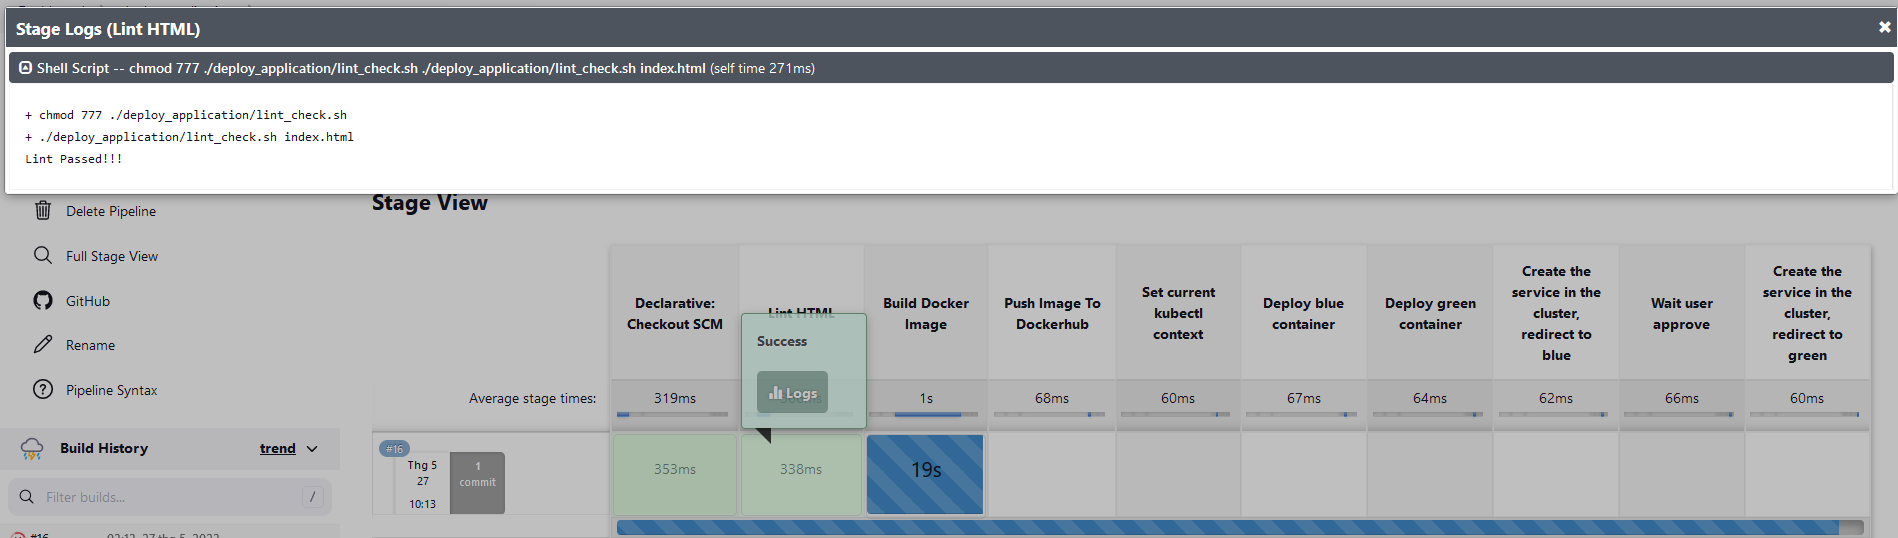 Stage Logs (Lint HTML)
Shell Script -- chmod 777 ./deploy_application/lint_check.sh ./deploy_application/lint_check.sh index.html (self time 271ms)
+ chmod 777 ./deploy_application/lint_check.sh
+ ./deploy_application/lint_check.sh index.html
Lint Passed!!!
Delete Pipeline
Full Stage View
GitHub
Rename
Pipeline Syntax
Build History
trend
Filter builds...
/
#16
03:13, 27 thg 5, 2023
Stage View
Declarative:
Checkout SCM
Lint HTML
Build Docker
Image
Push Image To
Dockerhub
Set current
kubectl
context
Deploy blue
container
Deploy green
container
Create the
service in the
cluster,
redirect to
blue
Wait user
approve
Create the
service in the
cluster,
redirect to
green
Success
Logs
Average stage times:
319ms
1s
68ms
60ms
67ms
64ms
62ms
66ms
60ms
#16
Thg 5
27
10:13
1
commit
353ms
338ms
19s